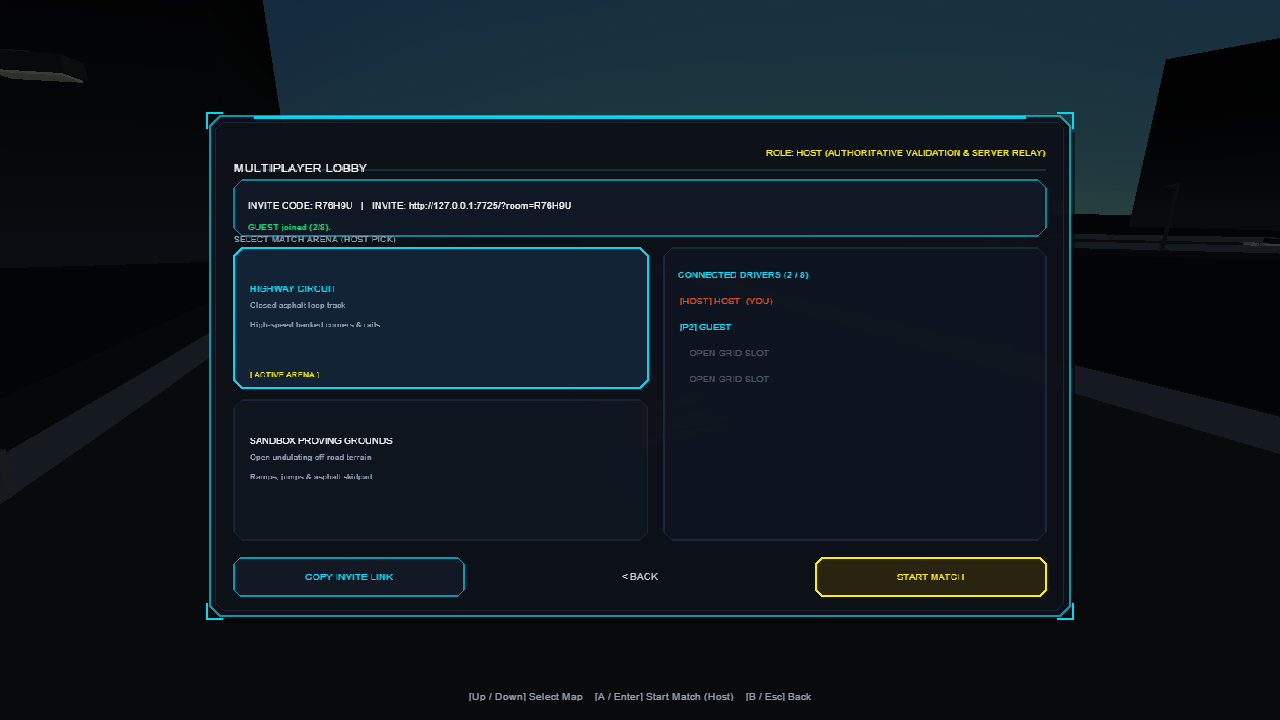 ROLE: HOST (AUTHORITATIVE VALIDATION & SERVER RELAY)
MULTIPLAYER LOBBY
INVITE CODE: R76H9U | INVITE: http://127.0.0.1:7725/?room=R76H9U
GUEST joined (2/8).
SELECT MATCH ARENA (HOST PICK)
HIGHWAY CIRCUIT
Closed asphalt loop track
High-speed banked corners & rails
[ ACTIVE ARENA ]
SANDBOX PROVING GROUNDS
Open undulating off-road terrain
Ramps, jumps & asphalt skidpad
CONNECTED DRIVERS (2 / 8)
[HOST] HOST (YOU)
[P2] GUEST
OPEN GRID SLOT
OPEN GRID SLOT
COPY INVITE LINK
< BACK
START MATCH
[Up / Down] Select Map [A / Enter] Start Match (Host) [B / Esc] Back